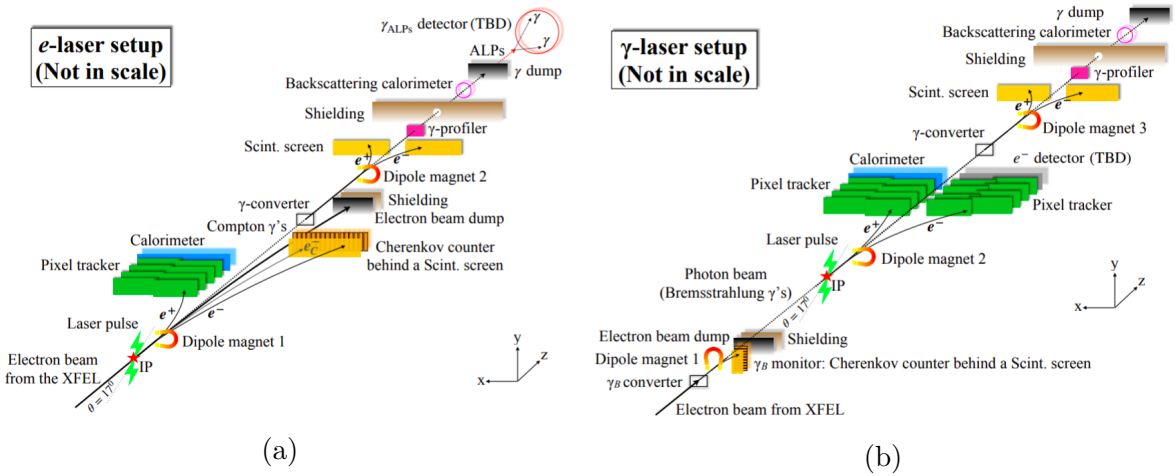 e-laser setup
(Not in scale)
γALPs detector (TBD)
γ
γ
ALPs
γ dump
Backscattering calorimeter
Shielding
γ-profiler
Scint. screen
e+
e−
Dipole magnet 2
γ-converter
Shielding
Compton γ's
Electron beam dump
Calorimeter
e−C
Cherenkov counter
behind a Scint. screen
Pixel tracker
e+
e−
Laser pulse
Dipole magnet 1
Electron beam
from the XFEL
IP
θ = 17⁰
y
z
x
(a)
γ-laser setup
(Not in scale)
γ dump
Backscattering calorimeter
Shielding
γ-profiler
Scint. screen
e+
e−
Dipole magnet 3
γ-converter
e− detector (TBD)
Calorimeter
Pixel tracker
Pixel tracker
e+
e−
Laser pulse
Dipole magnet 2
Photon beam
(Bremsstrahlung γ's)
IP
θ = 17⁰
y
z
x
Electron beam dump
Shielding
Dipole magnet 1
γB monitor: Cherenkov counter behind a Scint. screen
γB converter
Electron beam from XFEL
(b)